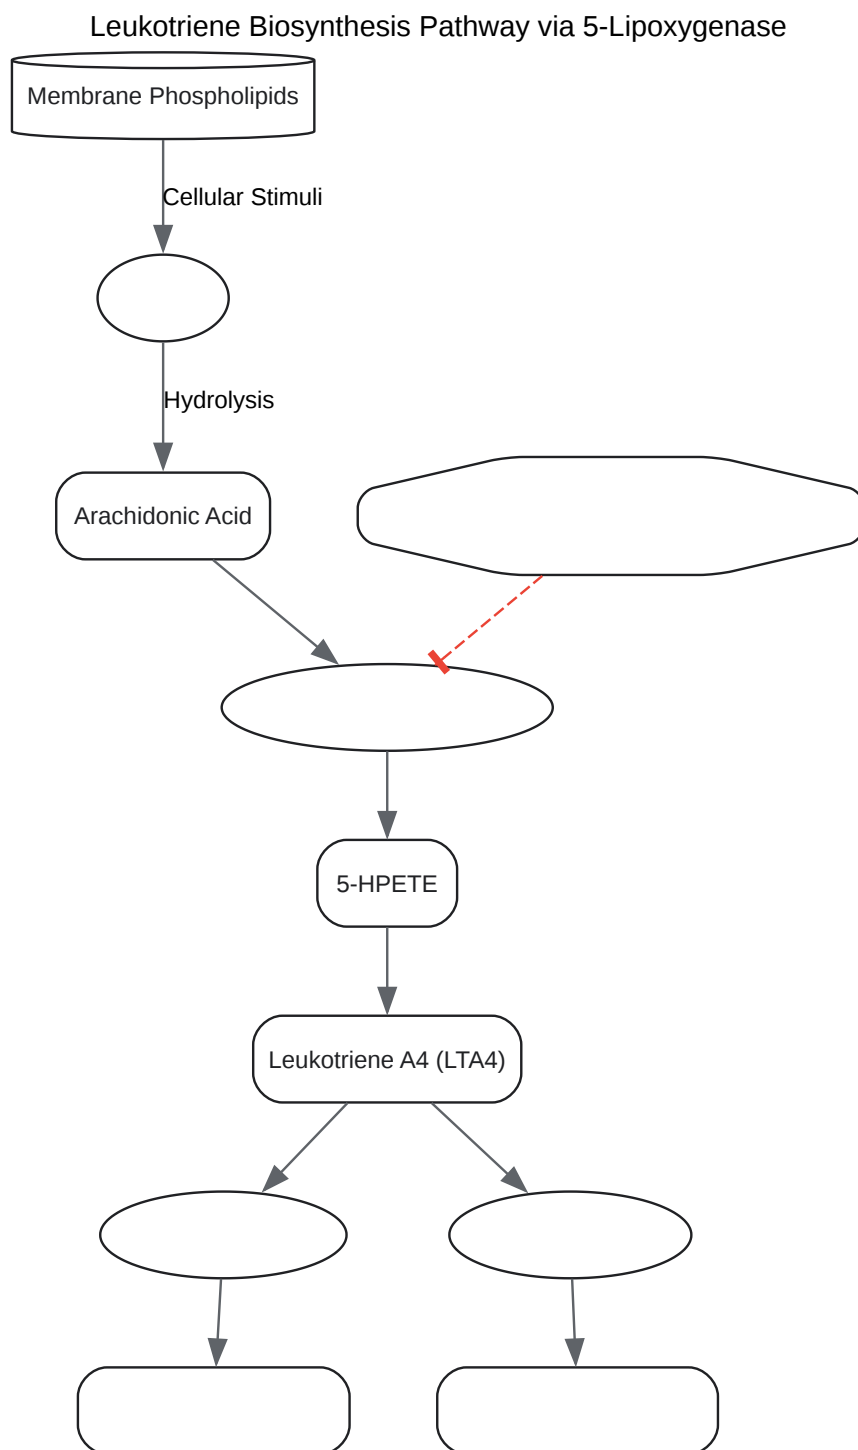 Leukotriene Biosynthesis Pathway via 5-Lipoxygenase
Membrane Phospholipids
Cellular Stimuli
Hydrolysis
Arachidonic Acid
5-HPETE
Leukotriene A4 (LTA4)